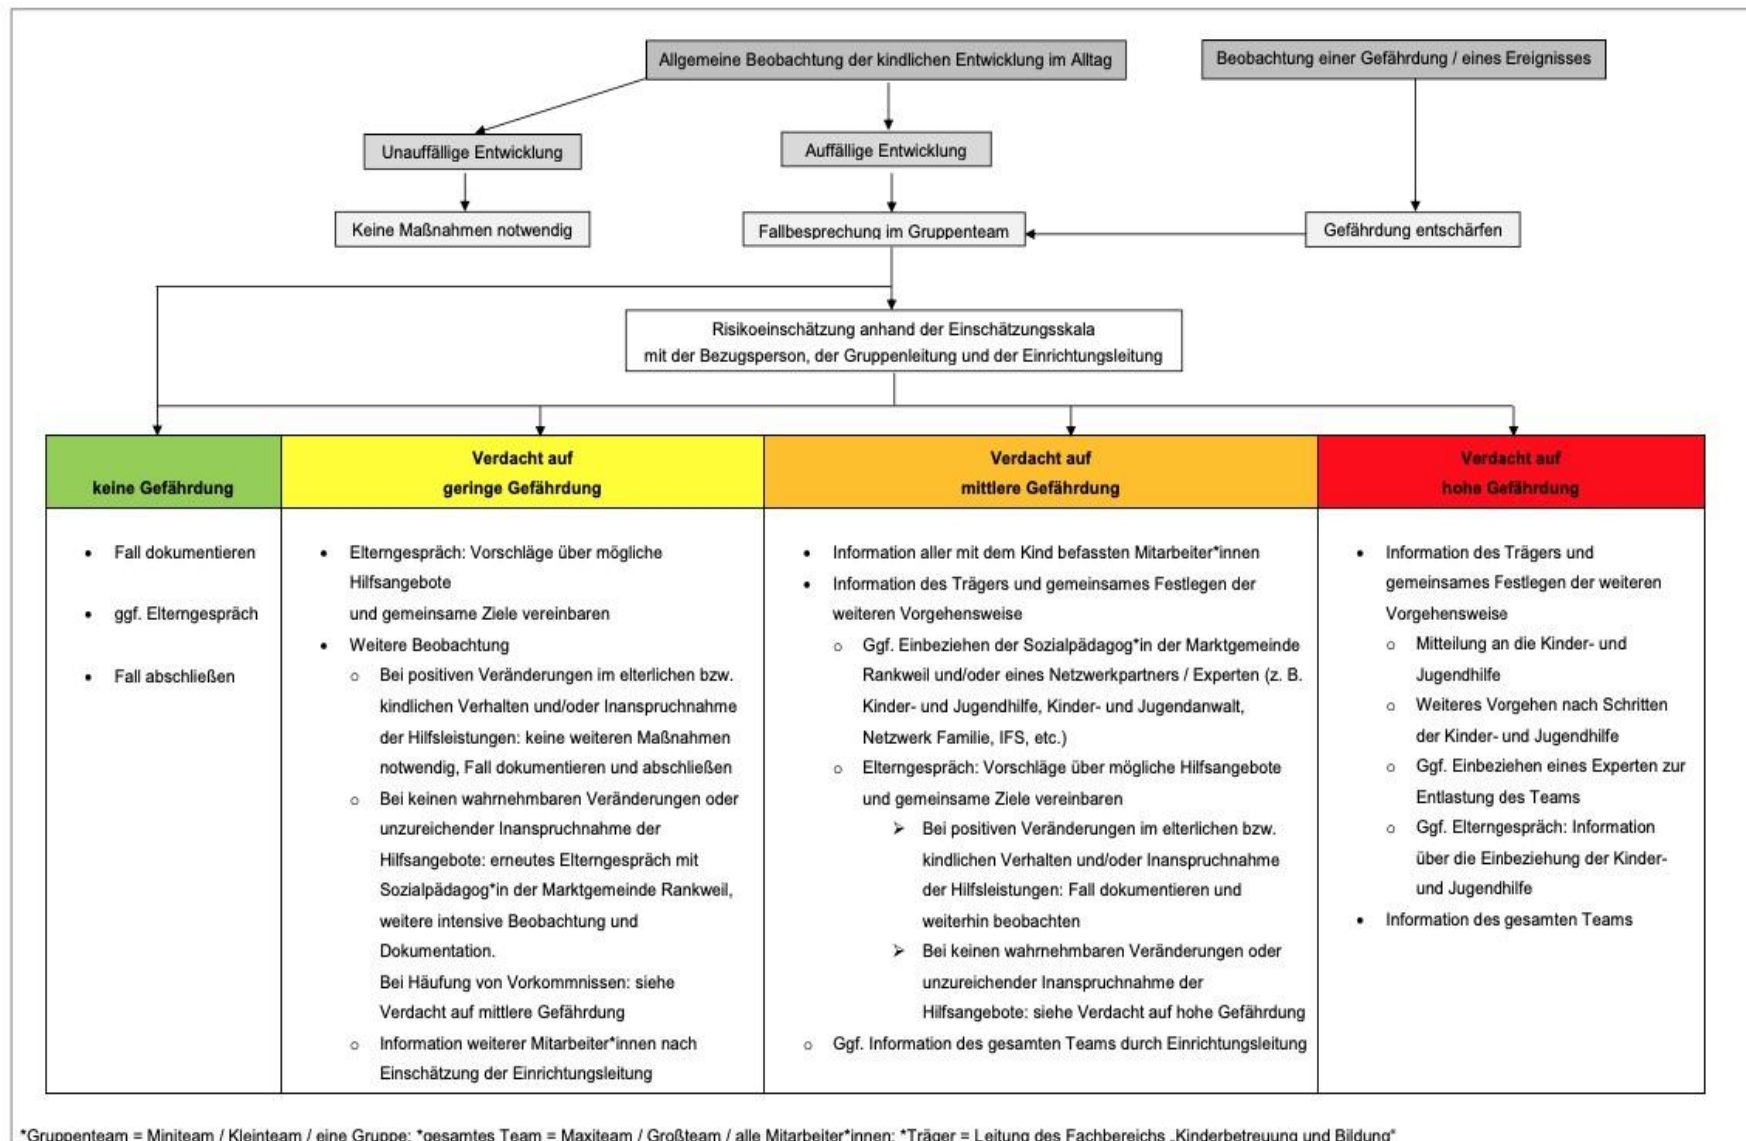 Allgemeine Beobachtung der kindlichen Entwicklung im Alltag
Beobachtung einer Gefährdung / eines Ereignisses
Unauffällige Entwicklung
Auffällige Entwicklung
Keine Maßnahmen notwendig
Fallbesprechung im Gruppenteam
Gefährdung entschärfen
Risikoeinschätzung anhand der Einschätzungsskala
mit der Bezugsperson, der Gruppenleitung und der Einrichtungsleitung
keine Gefährdung
• Fall dokumentieren
• ggf. Elterngespräch
• Fall abschließen
Verdacht auf
geringe Gefährdung
• Elterngespräch: Vorschläge über mögliche
Hilfsangebote
und gemeinsame Ziele vereinbaren
• Weitere Beobachtung
o Bei positiven Veränderungen im elterlichen bzw.
kindlichen Verhalten und/oder Inanspruchnahme
der Hilfsleistungen: keine weiteren Maßnahmen
notwendig, Fall dokumentieren und abschließen
o Bei keinen wahrnehmbaren Veränderungen oder
unzureichender Inanspruchnahme der
Hilfsangebote: erneutes Elterngespräch mit
Sozialpädagog*in der Marktgemeinde Rankweil,
weitere intensive Beobachtung und
Dokumentation.
Bei Häufung von Vorkommnissen: siehe
Verdacht auf mittlere Gefährdung
o Information weiterer Mitarbeiter*innen nach
Einschätzung der Einrichtungsleitung
Verdacht auf
mittlere Gefährdung
• Information aller mit dem Kind befassten Mitarbeiter*innen
• Information des Trägers und gemeinsames Festlegen der
weiteren Vorgehensweise
o Ggf. Einbeziehen der Sozialpädagog*in der Marktgemeinde
Rankweil und/oder eines Netzwerkpartners / Experten (z. B.
Kinder- und Jugendhilfe, Kinder- und Jugendanwalt,
Netzwerk Familie, IFS, etc.)
o Elterngespräch: Vorschläge über mögliche Hilfsangebote
und gemeinsame Ziele vereinbaren
➢ Bei positiven Veränderungen im elterlichen bzw.
kindlichen Verhalten und/oder Inanspruchnahme
der Hilfsleistungen: Fall dokumentieren und
weiterhin beobachten
➢ Bei keinen wahrnehmbaren Veränderungen oder
unzureichender Inanspruchnahme der
Hilfsangebote: siehe Verdacht auf hohe Gefährdung
o Ggf. Information des gesamten Teams durch Einrichtungsleitung
Verdacht auf
hohe Gefährdung
• Information des Trägers und
gemeinsames Festlegen der weiteren
Vorgehensweise
o Mitteilung an die Kinder- und
Jugendhilfe
o Weiteres Vorgehen nach Schritten
der Kinder- und Jugendhilfe
o Ggf. Einbeziehen eines Experten zur
Entlastung des Teams
o Ggf. Elterngespräch: Information
über die Einbeziehung der Kinder-
und Jugendhilfe
• Information des gesamten Teams
*Gruppenteam = Miniteam / Kleinteam / eine Gruppe; *gesamtes Team = Maxiteam / Großteam / alle Mitarbeiter*innen; *Träger = Leitung des Fachbereichs „Kinderbetreuung und Bildung“